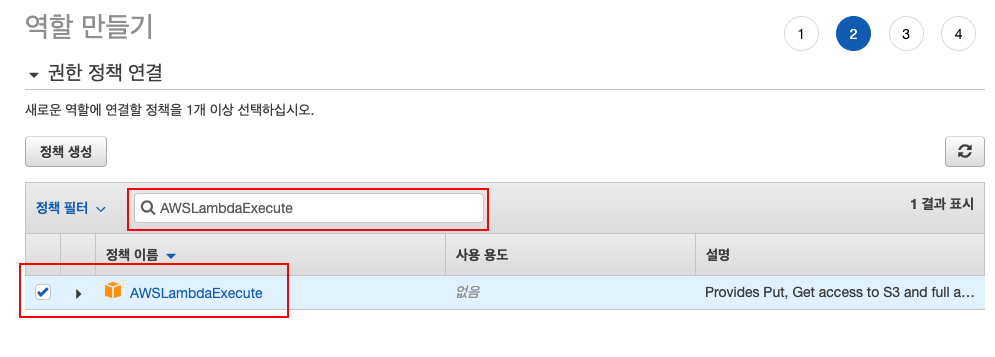 역할 만들기
1 2 3 4
권한 정책 연결
새로운 역할에 연결할 정책을 1개 이상 선택하십시오.
정책 생성
정책 필터 AWSLambdaExecute 1 결과 표시
정책 이름 사용 용도 설명
AWSLambdaExecute 없음 Provides Put, Get access to S3 and full a…